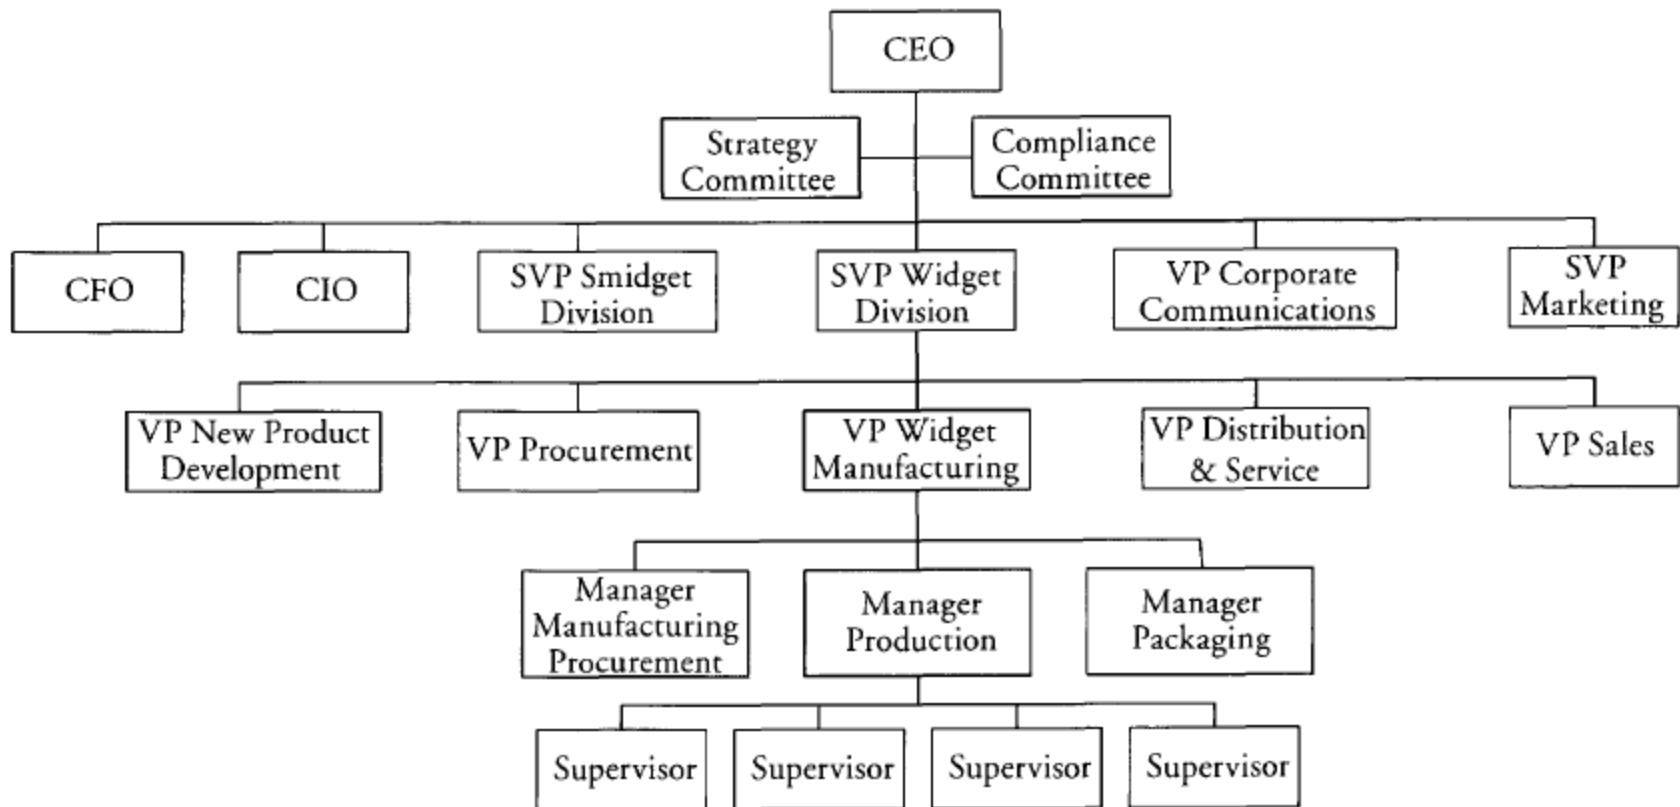 CEO
Strategy
Committee
Compliance
Committee
CFO
CIO
SVP Smidget
Division
SVP Widget
Division
VP Corporate
Communications
SVP
Marketing
VP New Product
Development
VP Procurement
VP Widget
Manufacturing
VP Distribution
& Service
VP Sales
Manager
Manufacturing
Procurement
Manager
Production
Manager
Packaging
Supervisor
Supervisor
Supervisor
Supervisor